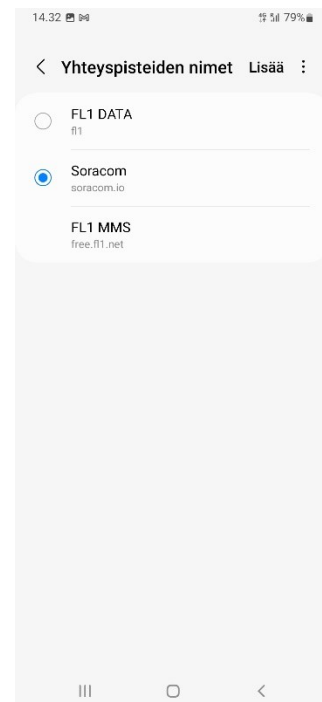 14.32 79%
Yhteyspisteiden nimet Lisää
FL1 DATA
fl1
Soracom
soracom.io
FL1 MMS
free.fl1.net